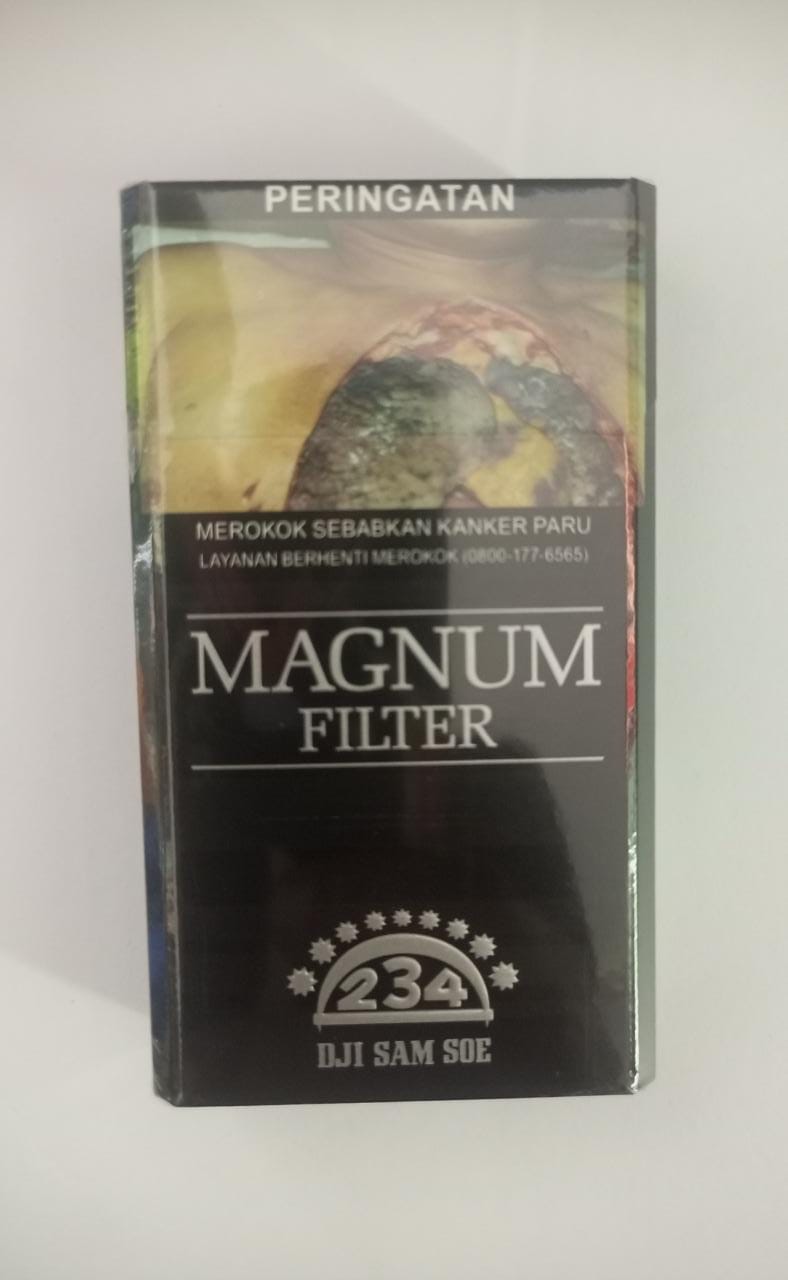 PERINGATAN
MEROKOK SEBABKAN KANKER PARU
LAYANAN BERHENTI MEROKOK (0800-177-6565)
MAGNUM
FILTER
234
DJI SAM SOE